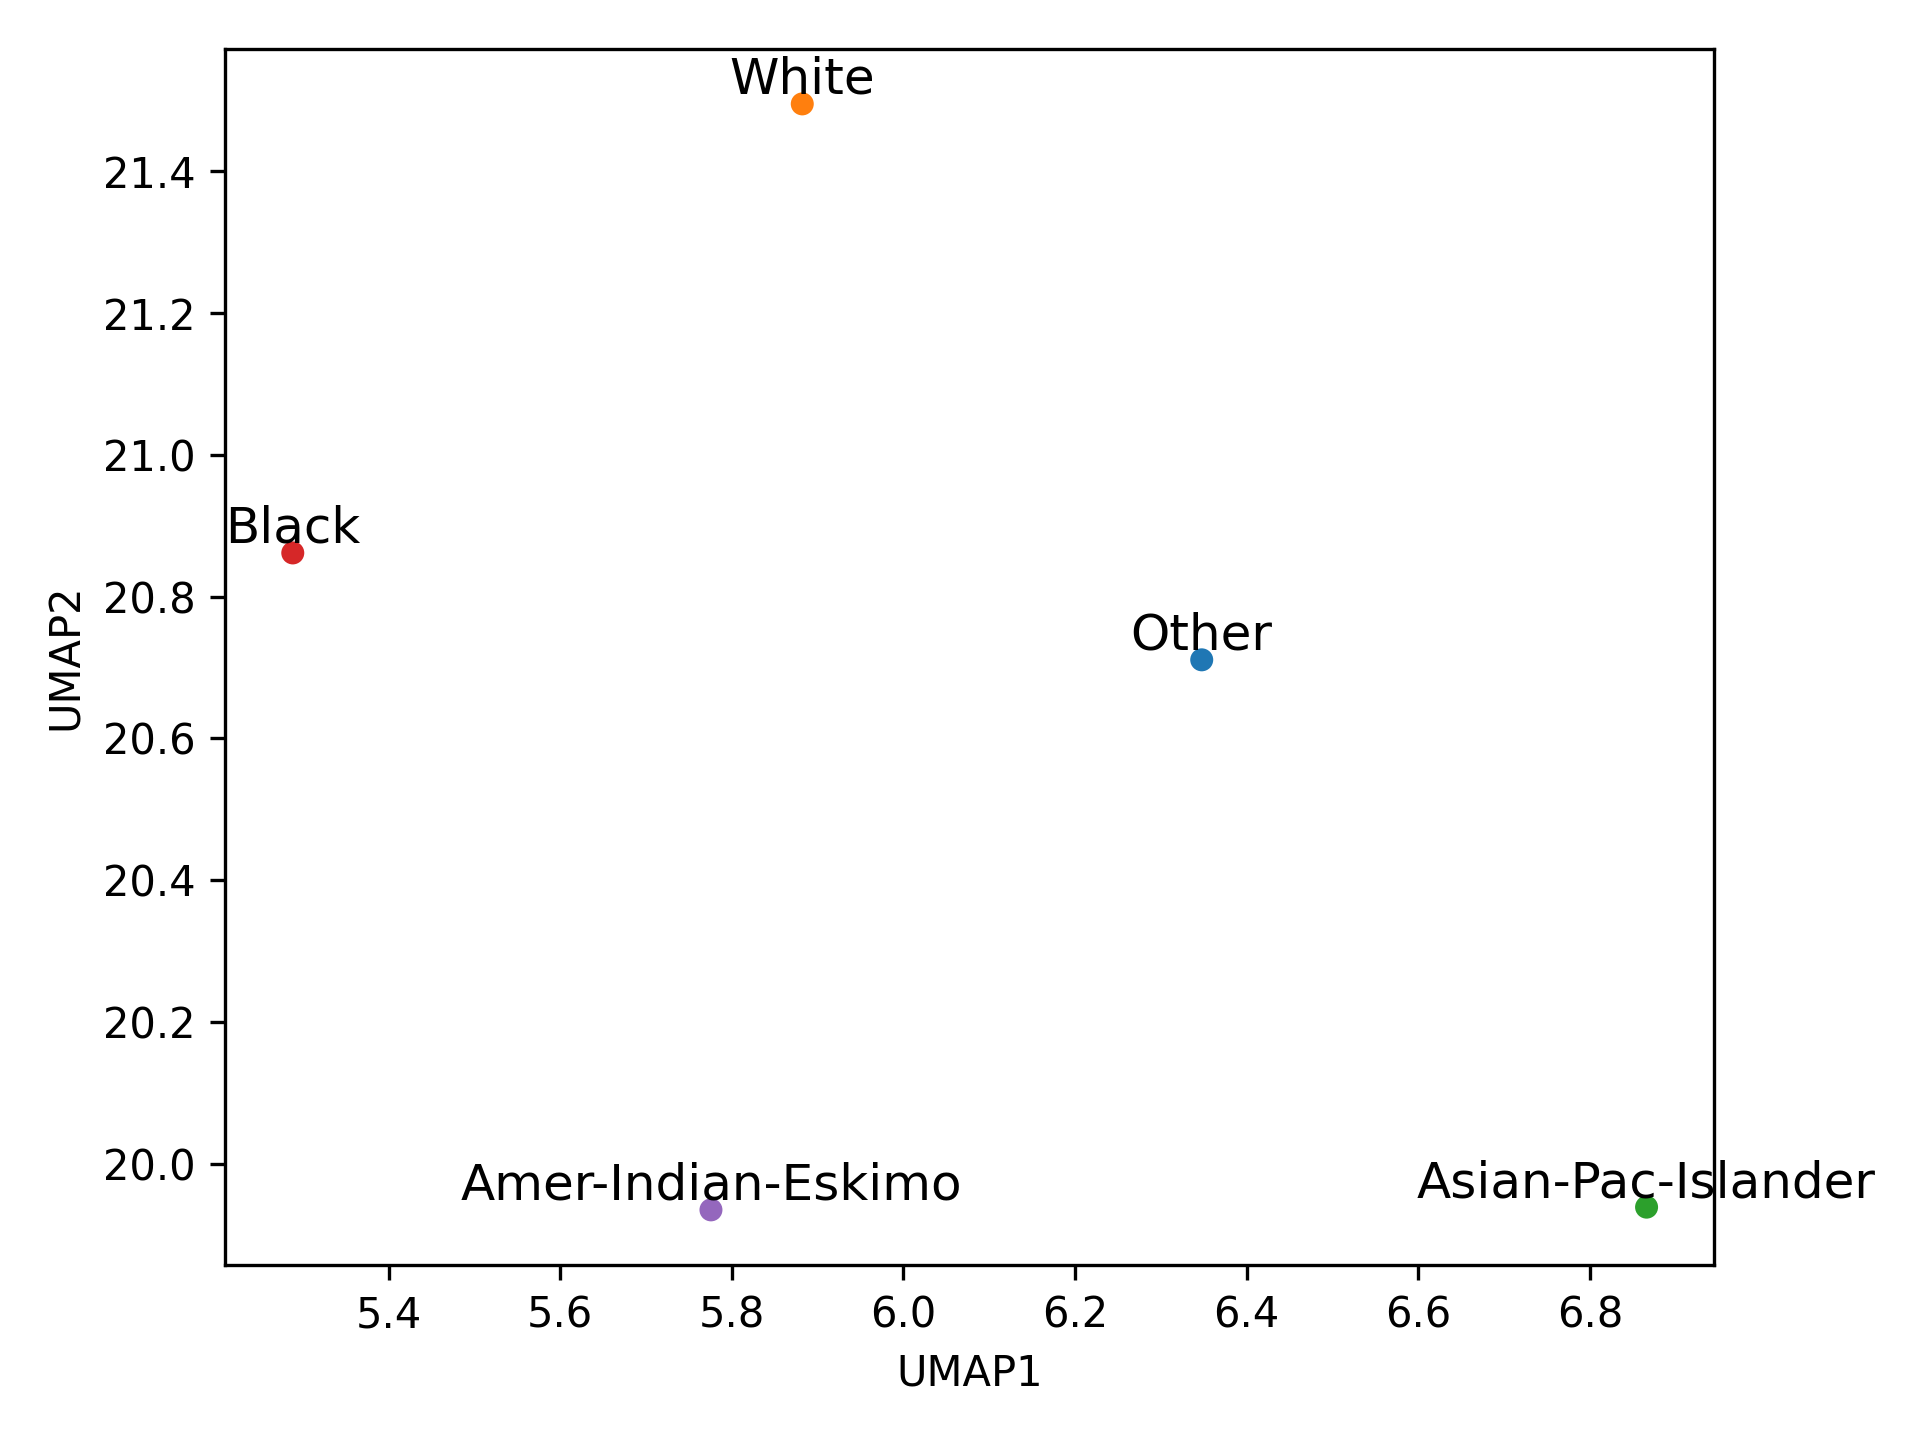 White
21.4
21.2
21.0
Black
20.8
Other
UMAP2
20.6
20.4
20.2
20.0
Amer-Indian-Eskimo
Asian-Pac-Islander
5.4 5.6 5.8 6.0 6.2 6.4 6.6 6.8
UMAP1